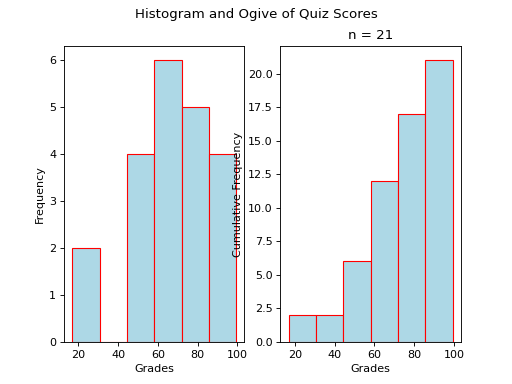 Histogram and Ogive of Quiz Scores
n = 21
6
5
4
3
2
1
0
Frequency
20 40 60 80 100
Grades
20.0
17.5
15.0
12.5
10.0
7.5
5.0
2.5
0.0
Cumulative Frequency
20 40 60 80 100
Grades